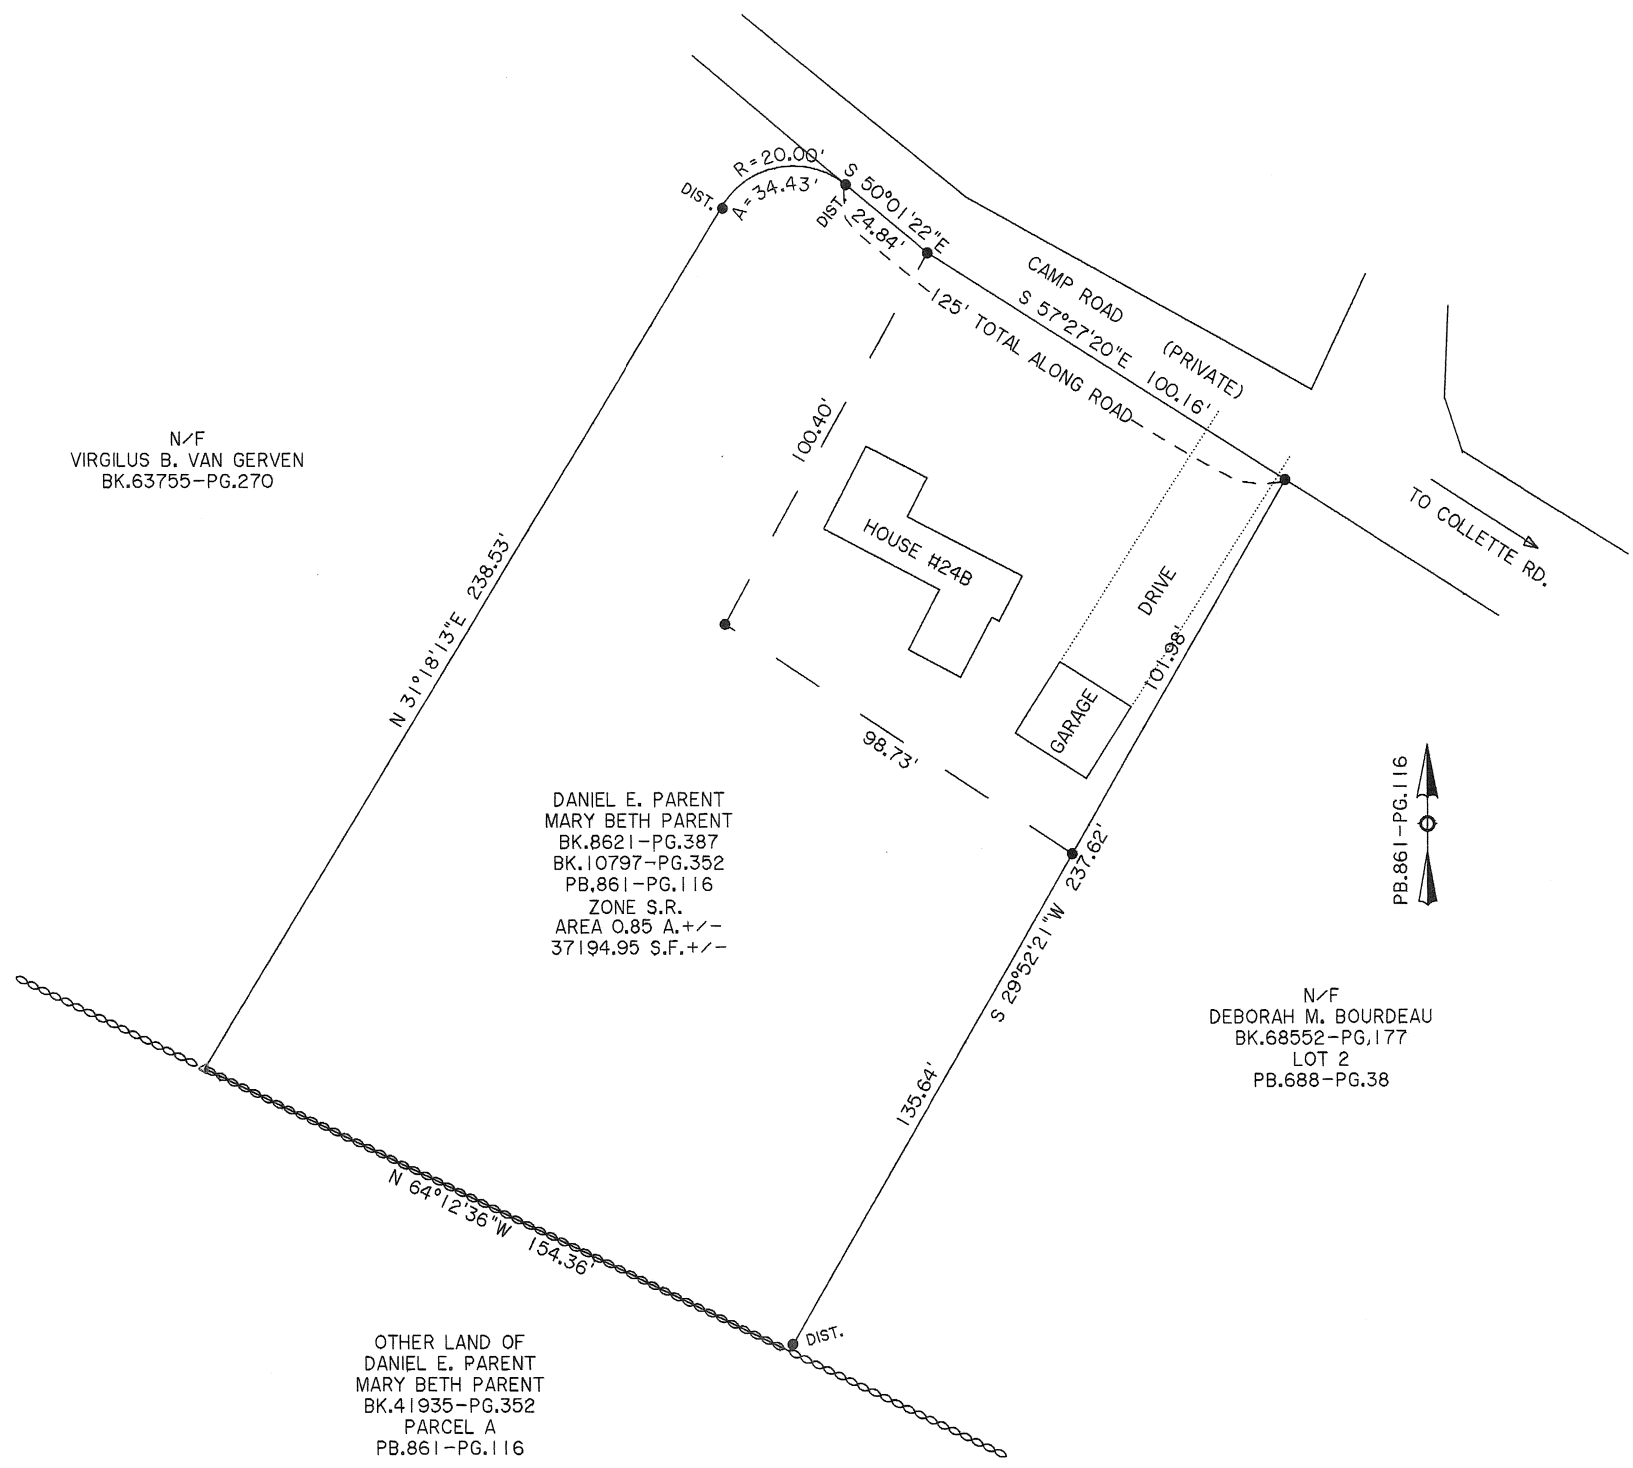 R=20.00'
A=34.43'
DIST.
DIST.
S 50°01'22"E
24.84'
CAMP ROAD
(PRIVATE)
S 57°27'20"E 100.16'
125' TOTAL ALONG ROAD
TO COLLETTE RD.
N/F
VIRGILUS B. VAN GERVEN
BK.63755-PG.270
100.40'
HOUSE #24B
DRIVE
GARAGE
101.98'
N 31°18'13"E 238.53'
98.73'
DANIEL E. PARENT
MARY BETH PARENT
BK.8621-PG.387
BK.10797-PG.352
PB.861-PG.116
ZONE S.R.
AREA 0.85 A.+/-
37194.95 S.F.+/-
S 29°52'21"W 237.62'
135.64'
PB.861-PG.116
N/F
DEBORAH M. BOURDEAU
BK.68552-PG.177
LOT 2
PB.688-PG.38
N 64°12'36"W 154.36'
DIST.
OTHER LAND OF
DANIEL E. PARENT
MARY BETH PARENT
BK.41935-PG.352
PARCEL A
PB.861-PG.116